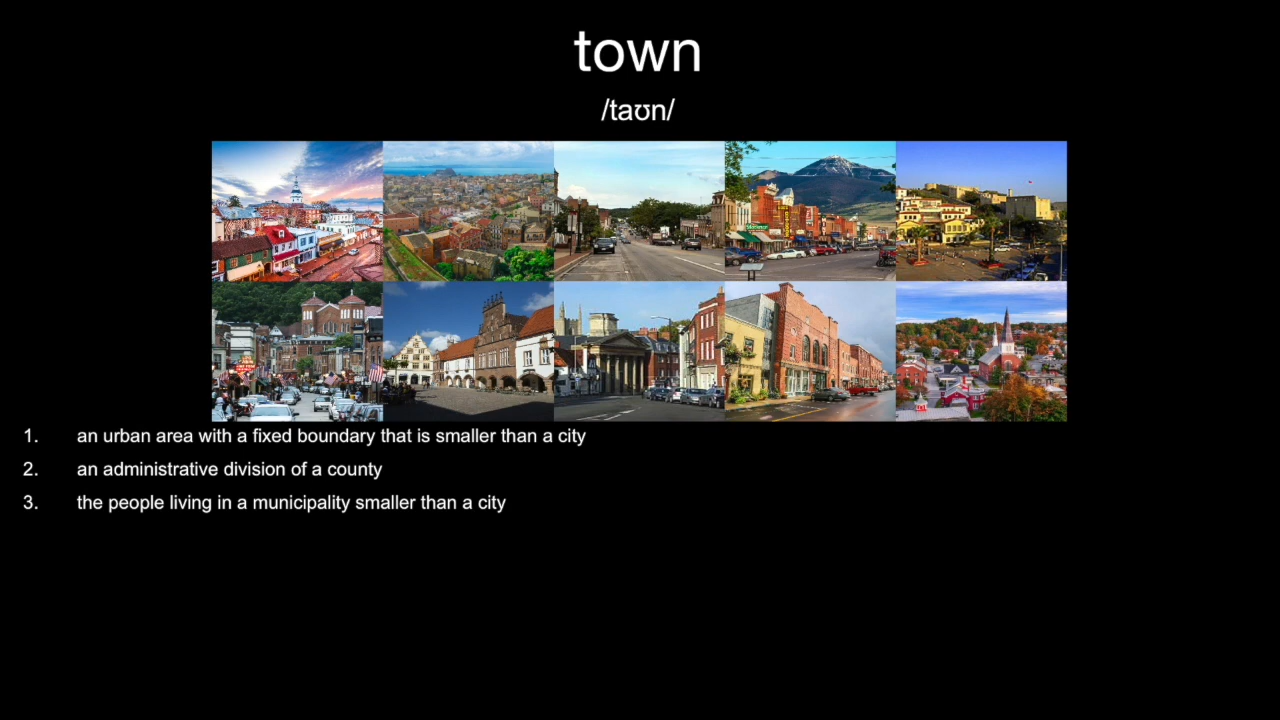 town
/taʊn/
1. an urban area with a fixed boundary that is smaller than a city
2. an administrative division of a county
3. the people living in a municipality smaller than a city